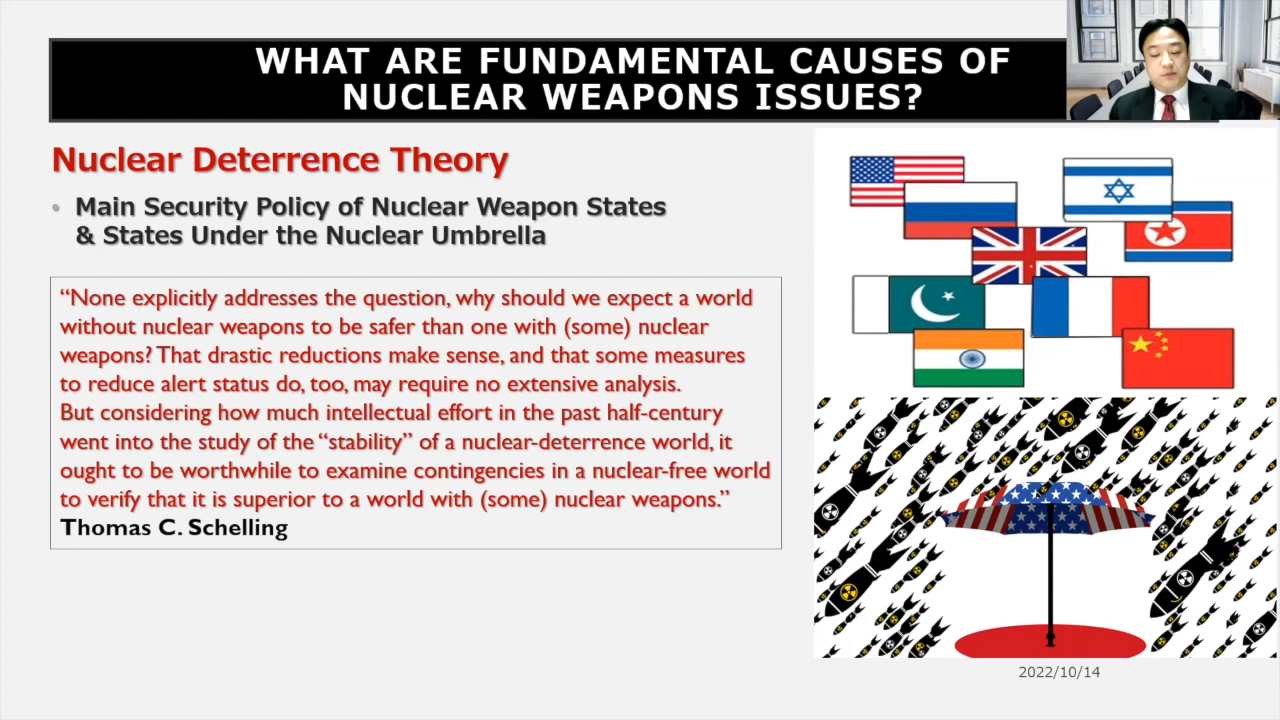 WHAT ARE FUNDAMENTAL CAUSES OF
NUCLEAR WEAPONS ISSUES?
Nuclear Deterrence Theory
• Main Security Policy of Nuclear Weapon States
& States Under the Nuclear Umbrella
“None explicitly addresses the question, why should we expect a world
without nuclear weapons to be safer than one with (some) nuclear
weapons? That drastic reductions make sense, and that some measures
to reduce alert status do, too, may require no extensive analysis.
But considering how much intellectual effort in the past half-century
went into the study of the “stability” of a nuclear-deterrence world, it
ought to be worthwhile to examine contingencies in a nuclear-free world
to verify that it is superior to a world with (some) nuclear weapons.”
Thomas C. Schelling
2022/10/14